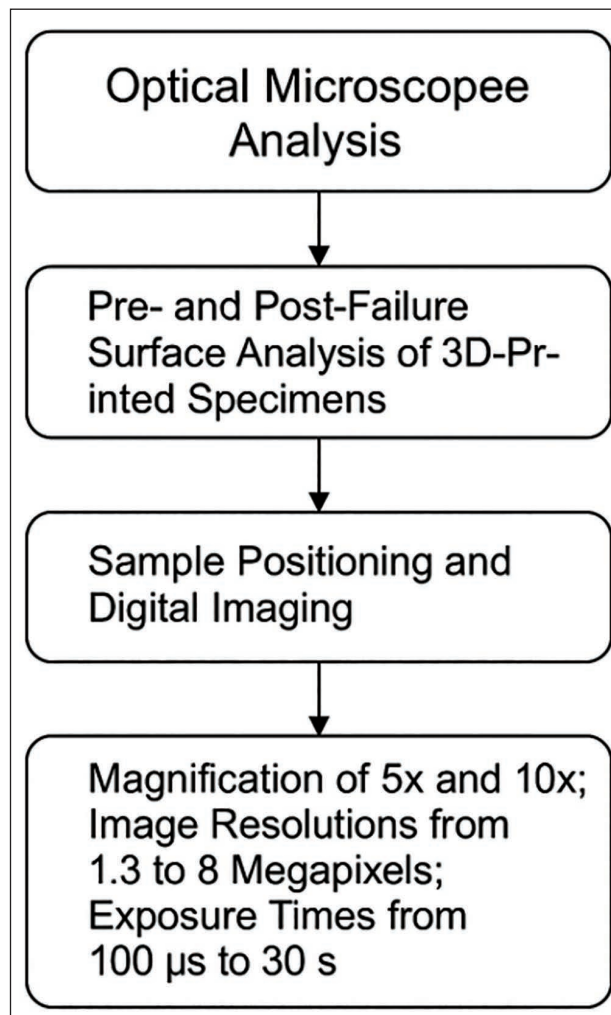 Optical Microscopee
Analysis
Pre- and Post-Failure
Surface Analysis of 3D-Pr-
inted Specimens
Sample Positioning and
Digital Imaging
Magnification of 5x and 10x;
Image Resolutions from
1.3 to 8 Megapixels;
Exposure Times from
100 µs to 30 s